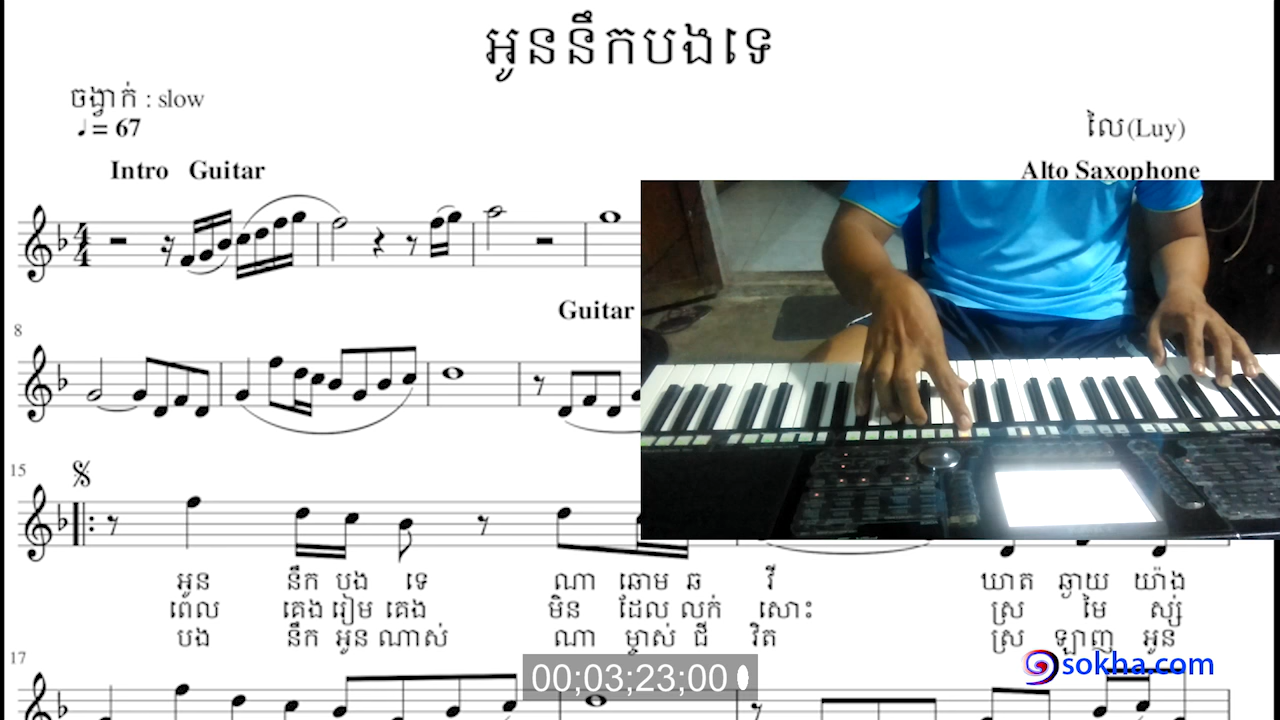 អូននឹកបងទេ
ចង្វាក់ : slow
♩= 67
លៃ(Luy)
Intro Guitar
Alto Saxophone
4
4
Guitar
8
15
អូន នឹក បង ទេ ណា ឆោម ឆ វី ឃាត ឆ្ងាយ យ៉ាង
ពេល គេង រៀម គេង មិន ដែល លក់ សោះ ស្រ មៃ ស្ប់
បង នឹក អូន ណាស់ ណា ម្ចាស់ ជី វិត ស្រ ឡាញ អូន
17
sokha.com
00;03;23;00